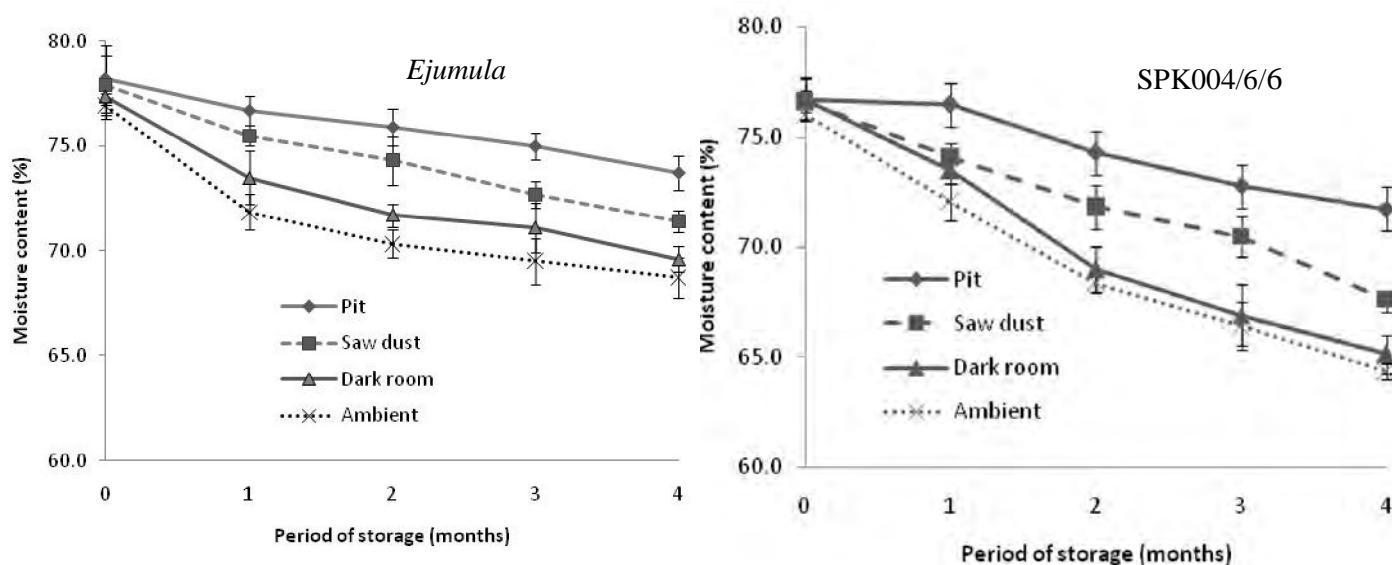 Ejumula
Moisture content (%)
80.0
75.0
70.0
65.0
60.0
Pit
Saw dust
Dark room
Ambient
0 1 2 3 4
Period of storage (months)
SPK004/6/6
Moisture content (%)
80.0
75.0
70.0
65.0
60.0
Pit
Saw dust
Dark room
Ambient
0 1 2 3 4
Period of storage (months)